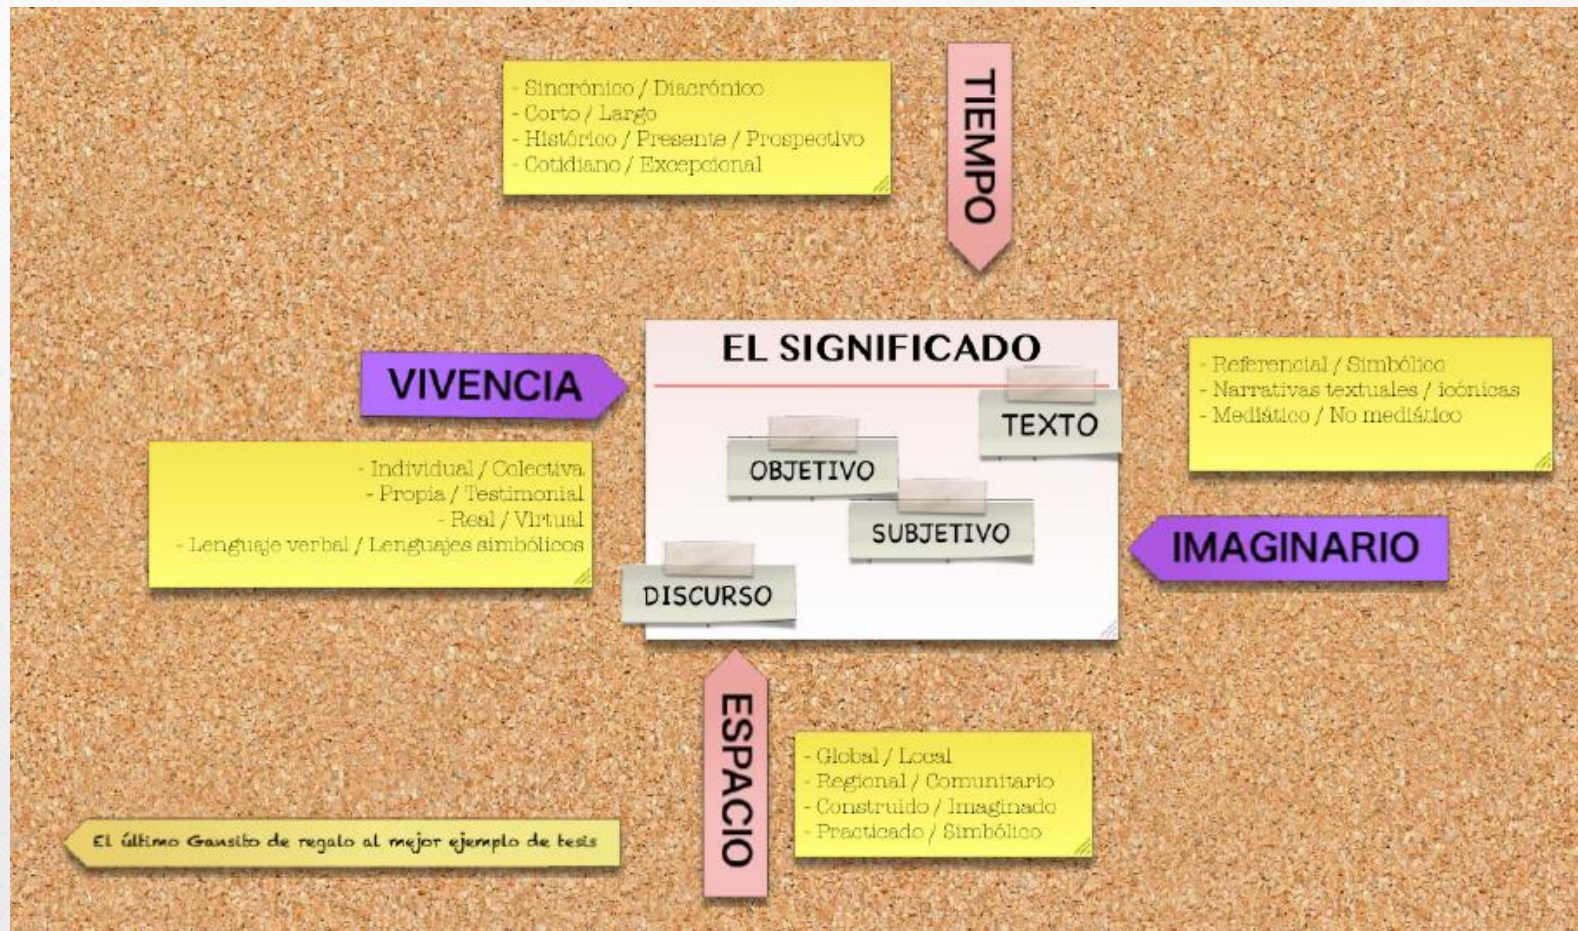 - Sincrónico / Diacrónico
- Corto / Largo
- Histórico / Presente / Prospectivo
- Cotidiano / Excepcional
TIEMPO
EL SIGNIFICADO
VIVENCIA
- Individual / Colectiva
- Propia / Testimonial
- Real / Virtual
- Lenguaje verbal / Lenguajes simbólicos
TEXTO
OBJETIVO
SUBJETIVO
DISCURSO
- Referencial / Simbólico
- Narrativas textuales / icónicas
- Mediático / No mediático
IMAGINARIO
ESPACIO
- Global / Local
- Regional / Comunitario
- Construido / Imaginado
- Practicado / Simbólico
El último Gansito de regalo al mejor ejemplo de tesis